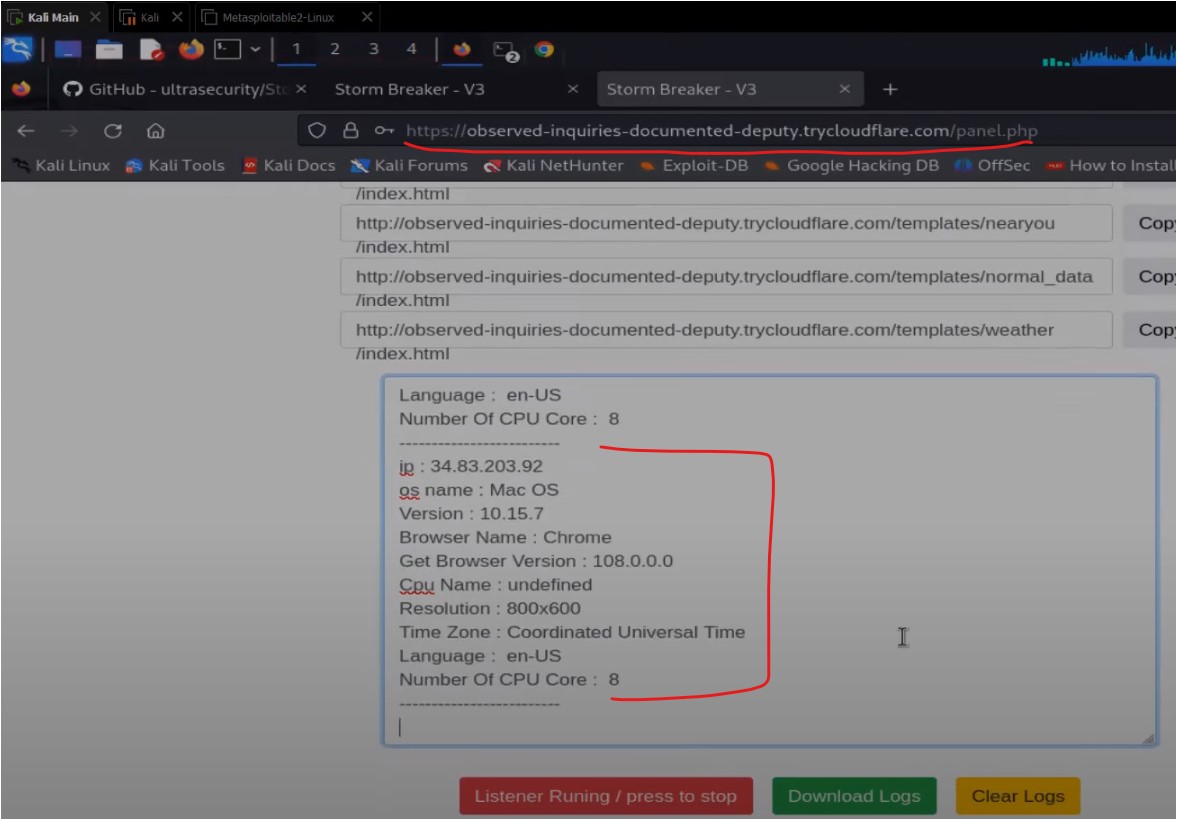 Kali Main
Kali
Metasploitable2-Linux
1 2 3 4
2
GitHub - ultrasecurity/Sto
Storm Breaker - V3
Storm Breaker - V3
https://observed-inquiries-documented-deputy.trycloudflare.com/panel.php
Kali Linux
Kali Tools
Kali Docs
Kali Forums
Kali NetHunter
Exploit-DB
Google Hacking DB
OffSec
How to Install
/index.html
http://observed-inquiries-documented-deputy.trycloudflare.com/templates/nearyou
Cop
/index.html
http://observed-inquiries-documented-deputy.trycloudflare.com/templates/normal_data
Cop
/index.html
http://observed-inquiries-documented-deputy.trycloudflare.com/templates/weather
Cop
/index.html
Language :  en-US
Number Of CPU Core :  8
-------------------------
ip : 34.83.203.92
os name : Mac OS
Version : 10.15.7
Browser Name : Chrome
Get Browser Version : 108.0.0.0
Cpu Name : undefined
Resolution : 800x600
Time Zone : Coordinated Universal Time
Language :  en-US
Number Of CPU Core :  8
-------------------------
Listener Runing / press to stop
Download Logs
Clear Logs